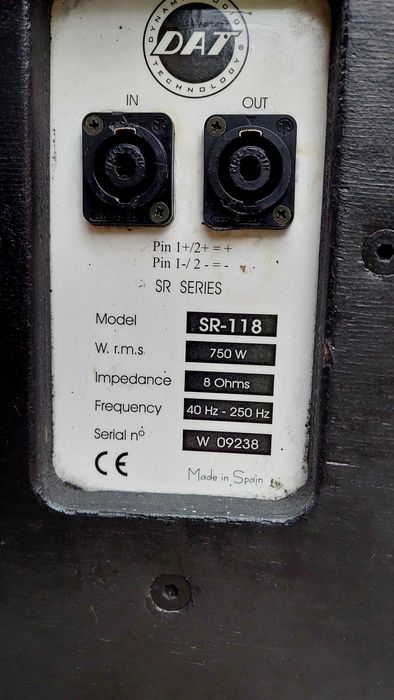 DYNAMIC AUDIO
DAT
TECHNOLOGY
®
IN OUT
Pin 1+/2+ = +
Pin 1-/ 2 - = -
SR SERIES
Model SR-118
W. r.m.s 750 W
Impedance 8 Ohms
Frequency 40 Hz - 250 Hz
Serial nº W 09238
CE Made in Spain